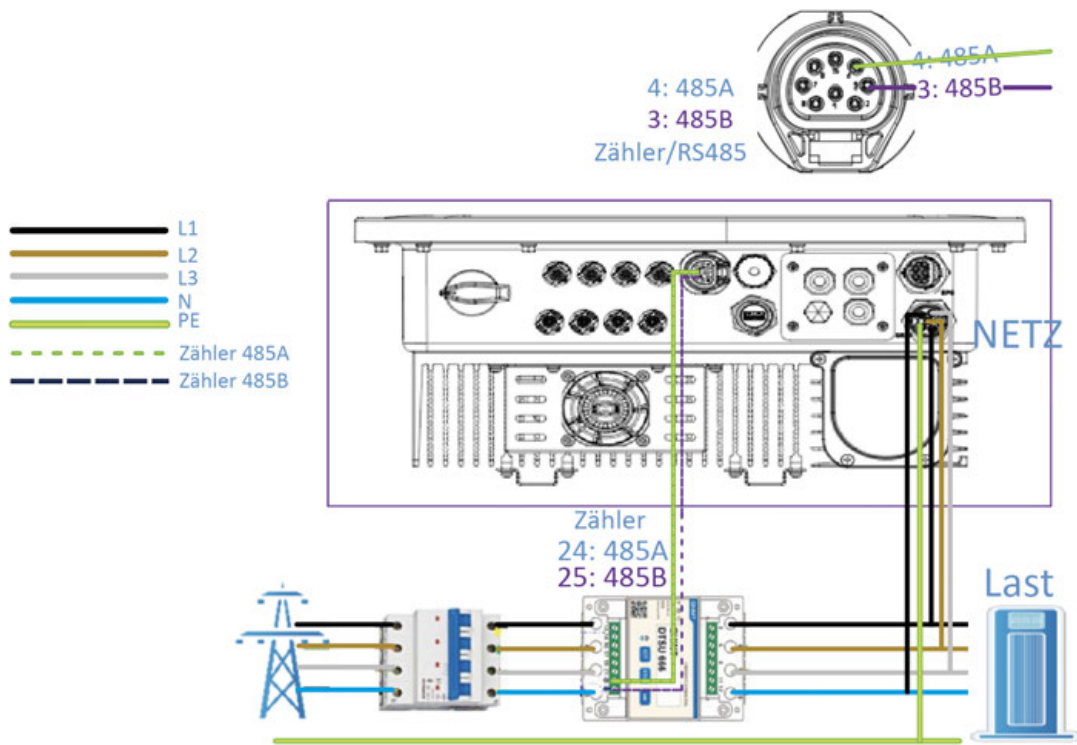 4: 485A
3: 485B
Zähler/RS485
4: 485A
3: 485B
L1
L2
L3
N
PE
Zähler 485A
Zähler 485B
NETZ
Zähler
24: 485A
25: 485B
Last
DTSU 666